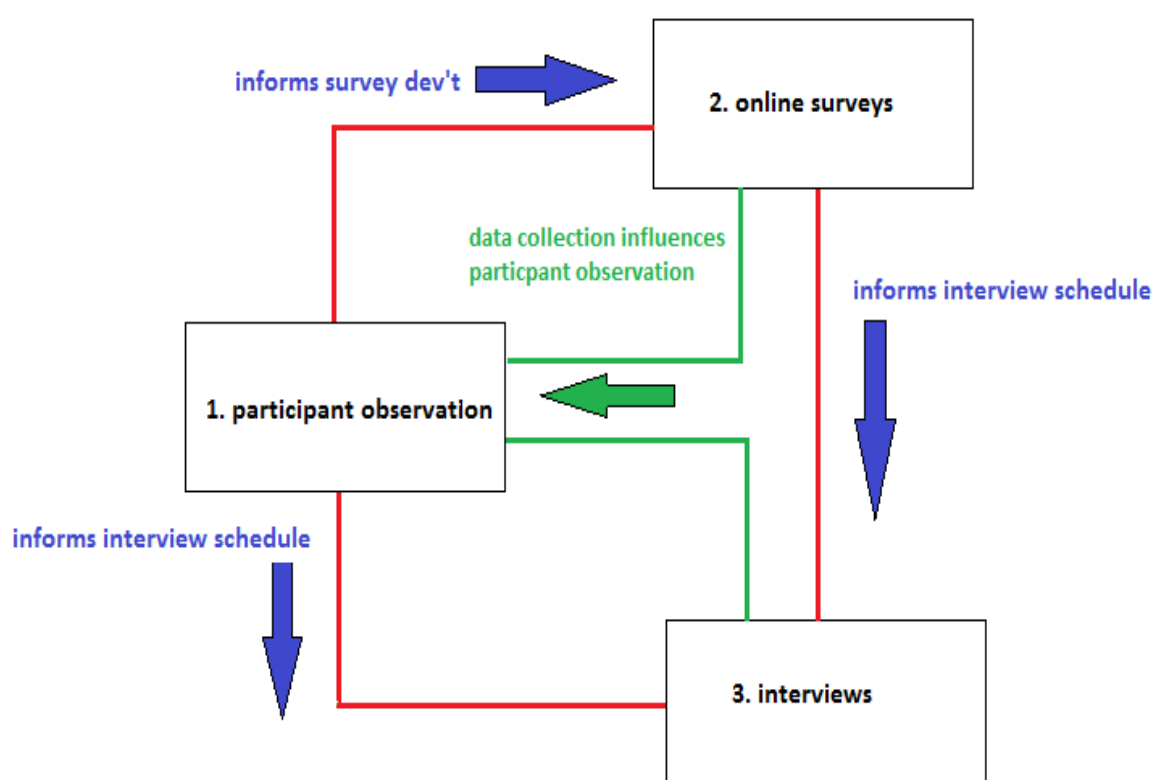 informs survey dev't
2. online surveys
data collection influences
particpant observation
informs interview schedule
1. participant observation
informs interview schedule
3. interviews